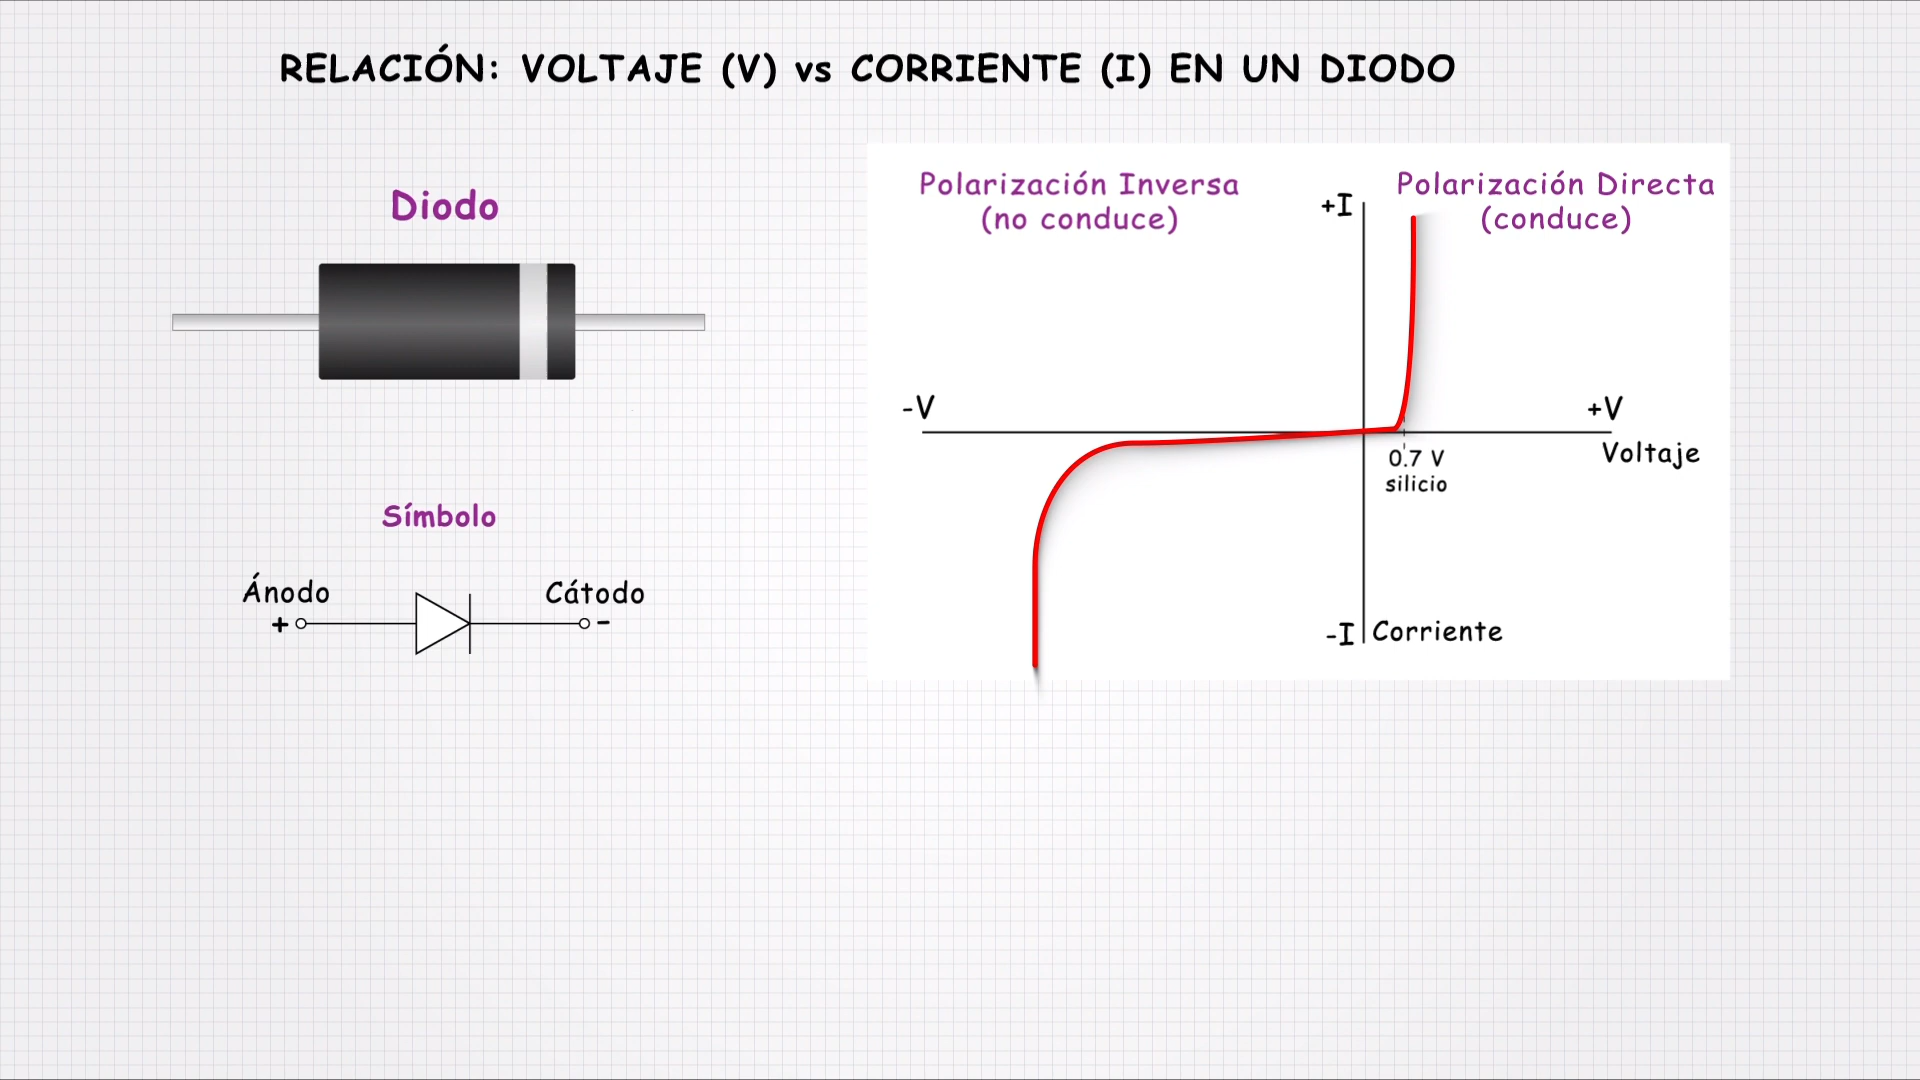 RELACIÓN: VOLTAJE (V) vs CORRIENTE (I) EN UN DIODO
Diodo
Símbolo
Ánodo
Cátodo
+
-
Polarización Inversa
(no conduce)
Polarización Directa
(conduce)
+I
-V
+V
Voltaje
0.7 V
silicio
-I
Corriente